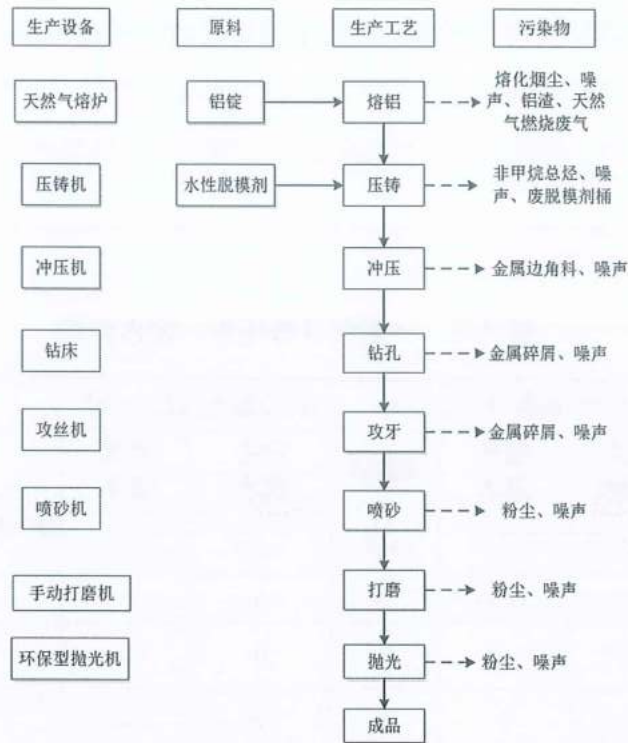 生产设备
原料
生产工艺
污染物
天然气熔炉
铝锭
熔铝
熔化烟尘、噪
声、铝渣、天然
气燃烧废气
压铸机
水性脱模剂
压铸
非甲烷总烃、噪
声、废脱模剂桶
冲压机
冲压
金属边角料、噪声
钻床
钻孔
金属碎屑、噪声
攻丝机
攻牙
金属碎屑、噪声
喷砂机
喷砂
粉尘、噪声
手动打磨机
打磨
粉尘、噪声
环保型抛光机
抛光
粉尘、噪声
成品